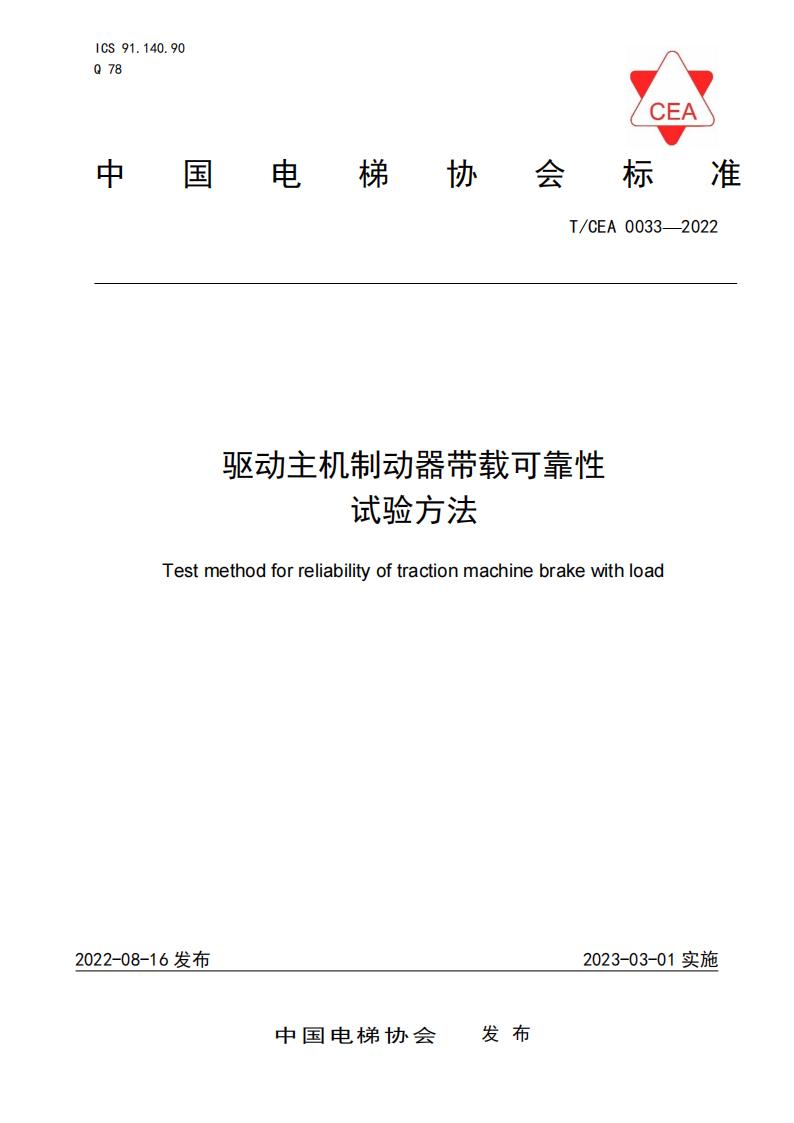 ICS 91.140.90
Q 78
CEA
中国电梯协会标准
T/CEA 0033—2022
驱动主机制动器带载可靠性
试验方法
Test method for reliability of traction machine brake with load
2022-08-16 发布
2023-03-01 实施
中国电梯协会 发布